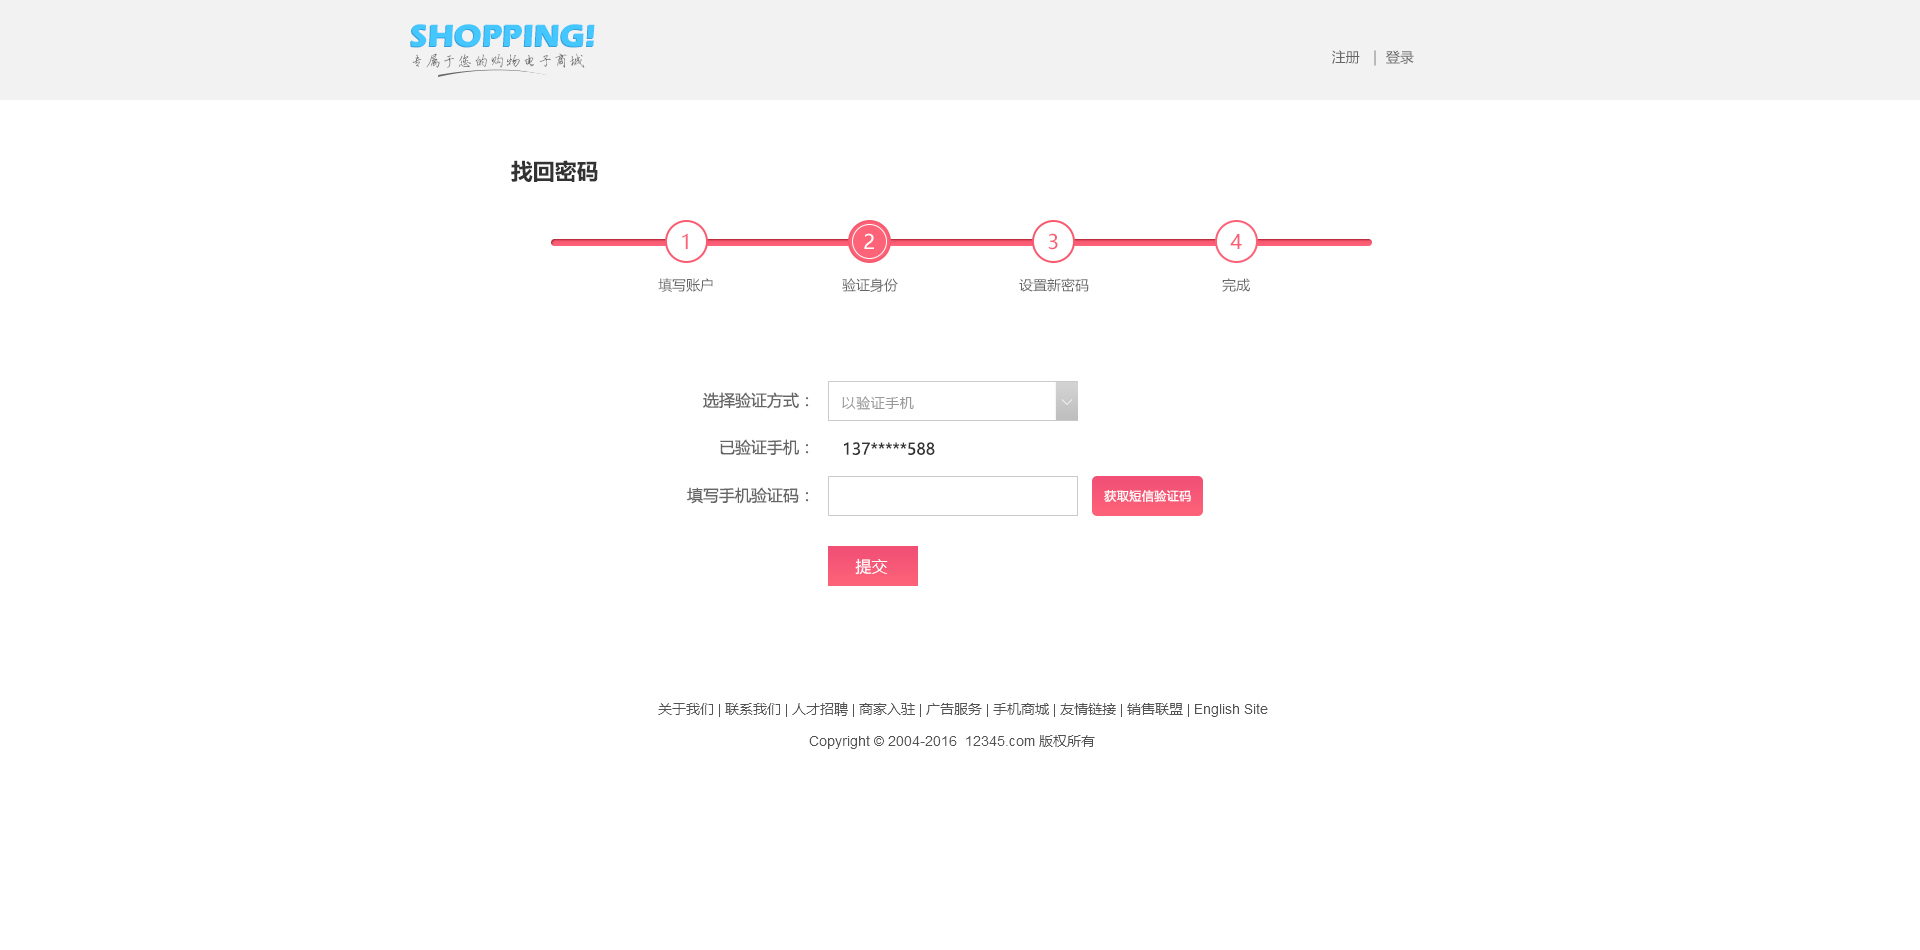 SHOPPING!
专属于您的购物电子商城
注册 | 登录
找回密码
1 2 3 4
填写账户 验证身份 设置新密码 完成
选择验证方式： 以验证手机
已验证手机： 137*****588
填写手机验证码： 获取短信验证码
提交
关于我们 | 联系我们 | 人才招聘 | 商家入驻 | 广告服务 | 手机商城 | 友情链接 | 销售联盟 | English Site
Copyright © 2004-2016  12345.com 版权所有